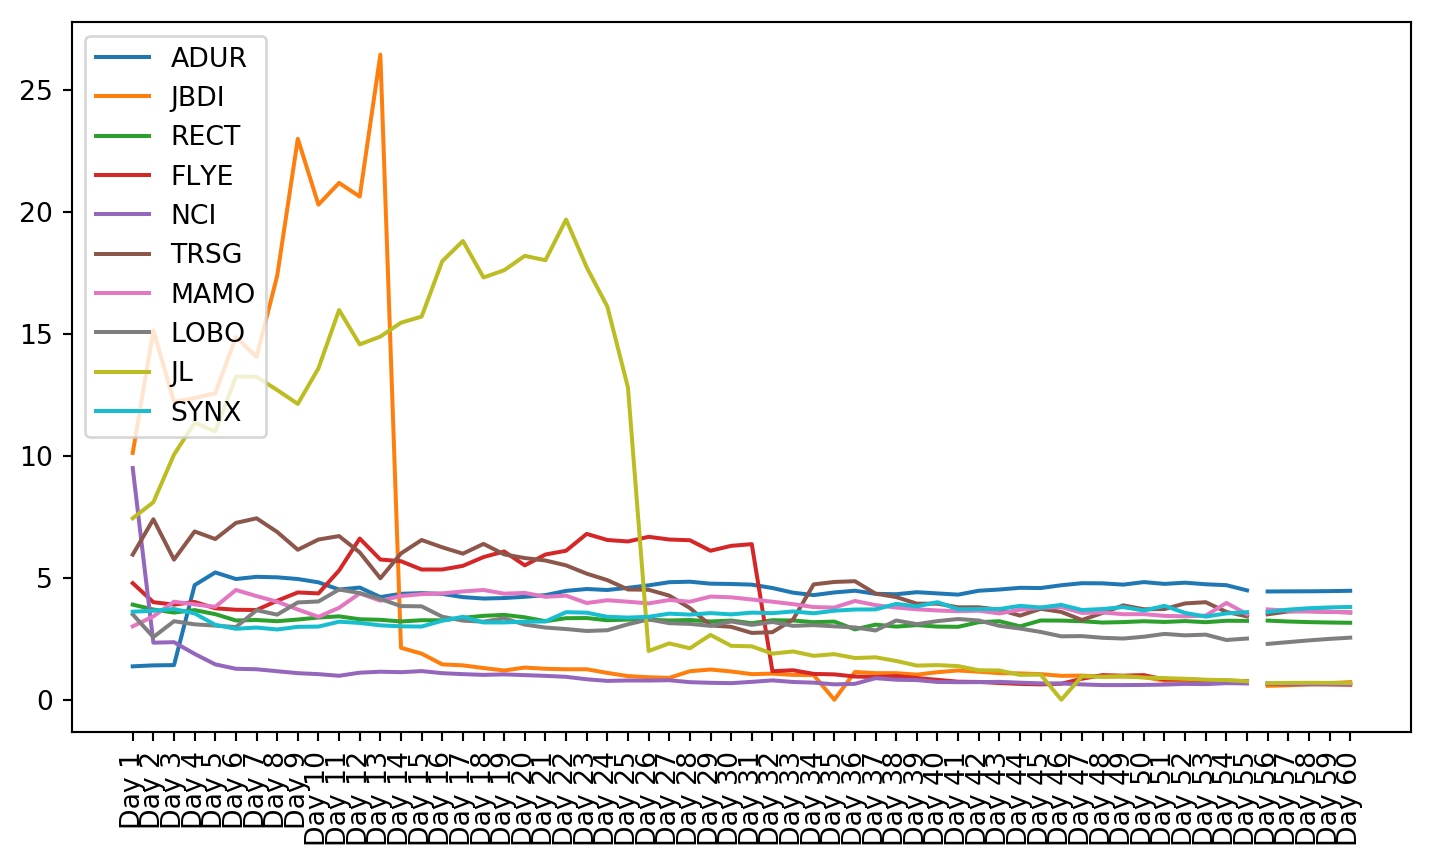 25
20
15
10
5
0
ADUR
JBDI
RECT
FLYE
NCI
TRSG
MAMO
LOBO
JL
SYNX
Day 1
Day 2
Day 3
Day 4
Day 5
Day 6
Day 7
Day 8
Day 9
Day 10
Day 11
Day 12
Day 13
Day 14
Day 15
Day 16
Day 17
Day 18
Day 19
Day 20
Day 21
Day 22
Day 23
Day 24
Day 25
Day 26
Day 27
Day 28
Day 29
Day 30
Day 31
Day 32
Day 33
Day 34
Day 35
Day 36
Day 37
Day 38
Day 39
Day 40
Day 41
Day 42
Day 43
Day 44
Day 45
Day 46
Day 47
Day 48
Day 49
Day 50
Day 51
Day 52
Day 53
Day 54
Day 55
Day 56
Day 57
Day 58
Day 59
Day 60